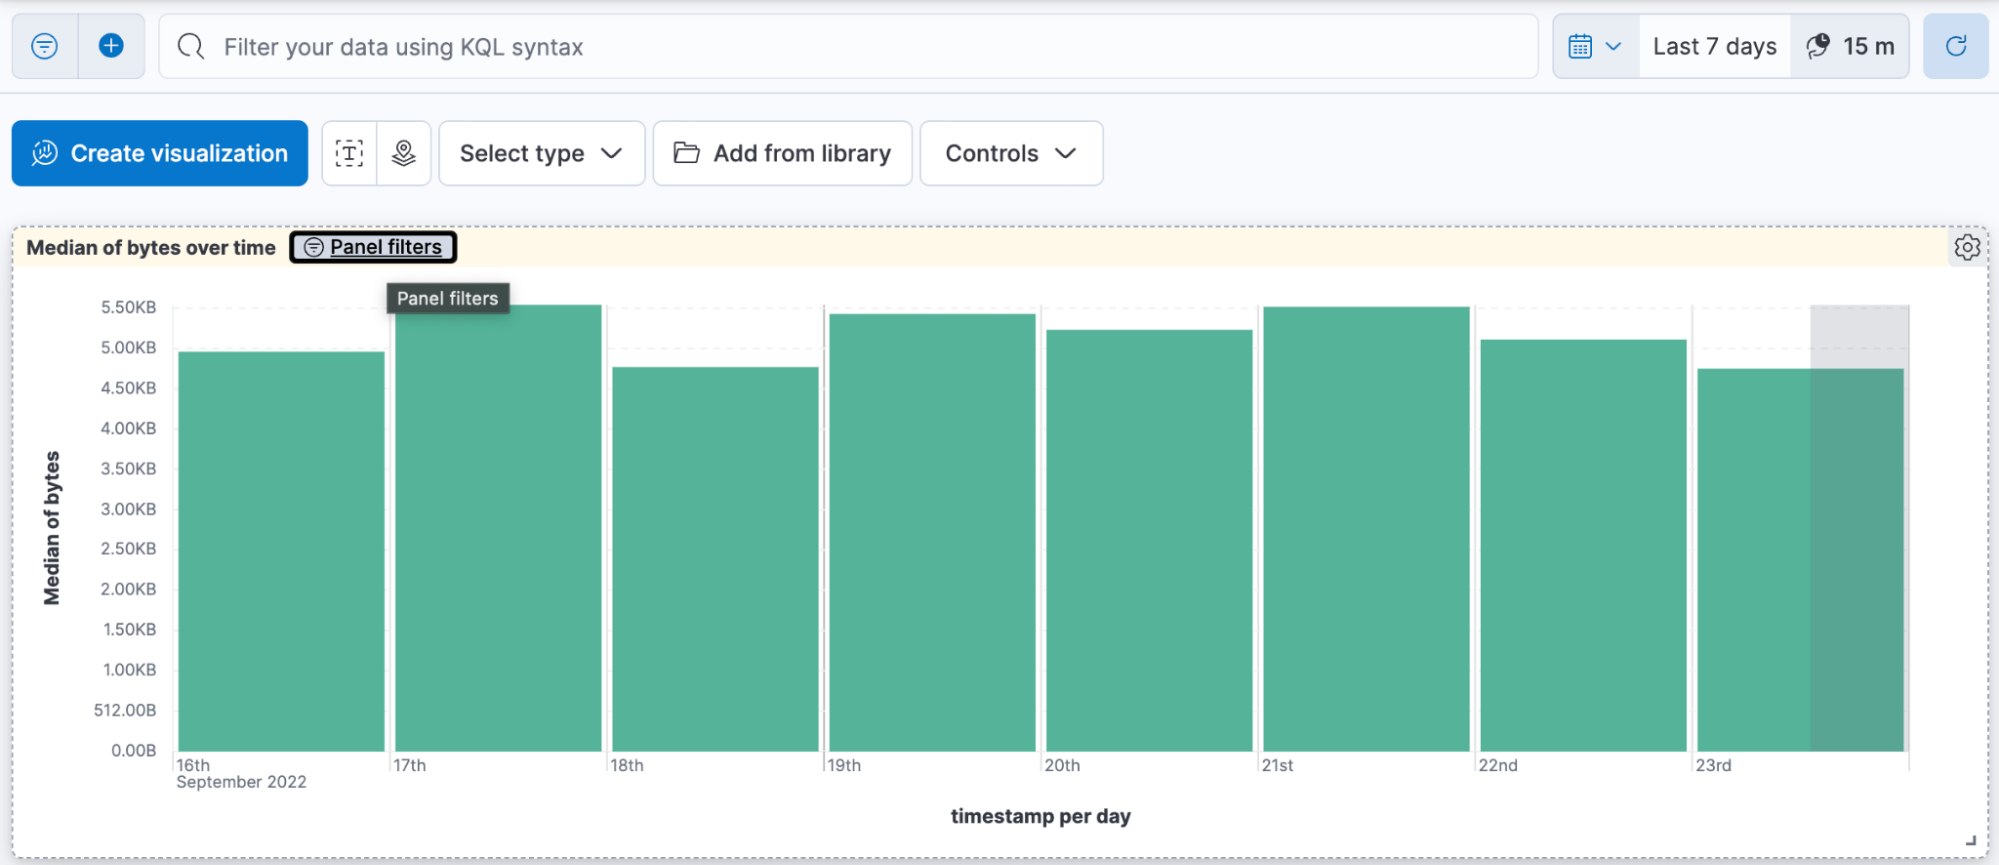 Filter your data using KQL syntax
Last 7 days
15 m
Create visualization
Select type
Add from library
Controls
Median of bytes over time
Panel filters
Panel filters
5.50KB
5.00KB
4.50KB
4.00KB
3.50KB
3.00KB
2.50KB
2.00KB
1.50KB
1.00KB
512.00B
0.00B
Median of bytes
16th
17th
18th
19th
20th
21st
22nd
23rd
September 2022
timestamp per day